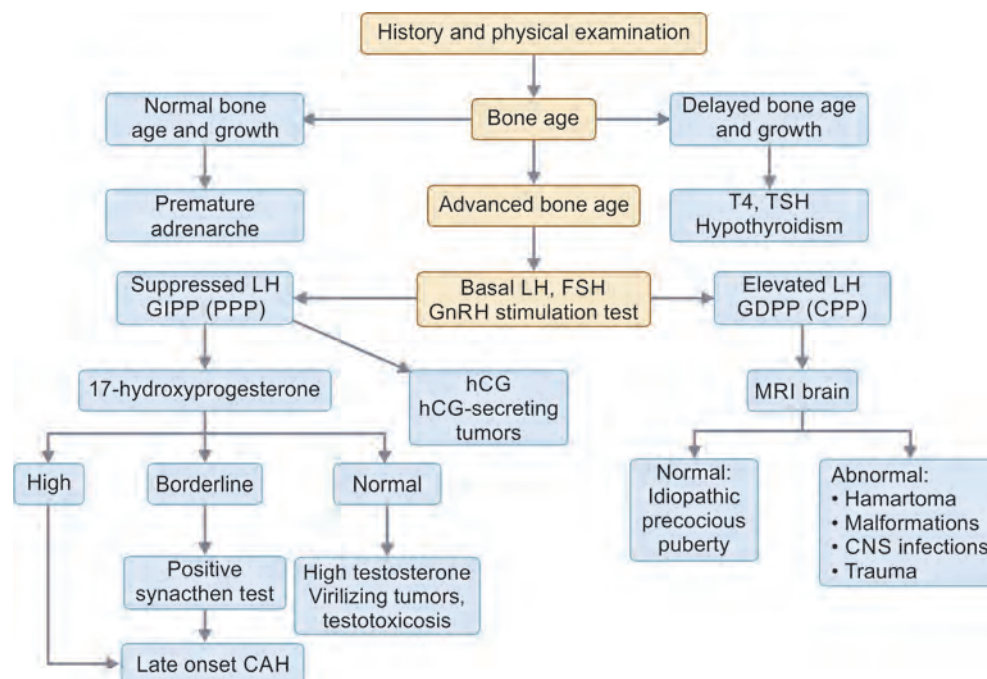 History and physical examination
Normal bone
age and growth
Bone age
Delayed bone age
and growth
Premature
adrenarche
Advanced bone age
T4, TSH
Hypothyroidism
Suppressed LH
GIPP (PPP)
Basal LH, FSH
GnRH stimulation test
Elevated LH
GDPP (CPP)
17-hydroxyprogesterone
hCG
hCG-secreting
tumors
MRI brain
High
Borderline
Normal
Normal:
Idiopathic
precocious
puberty
Abnormal:
• Hamartoma
• Malformations
• CNS infections
• Trauma
Positive
synacthen test
High testosterone
Virilizing tumors,
testotoxicosis
Late onset CAH